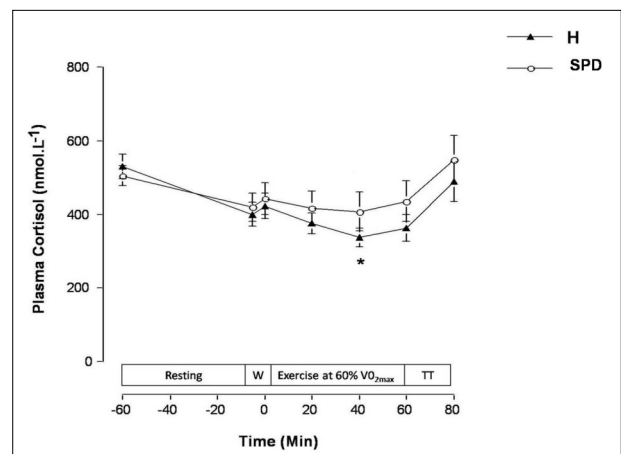 H
SPD
Plasma Cortisol (nmol.L⁻¹)
800
600
400
200
0
*
Resting W Exercise at 60% V0₂max TT
-60 -40 -20 0 20 40 60 80
Time (Min)